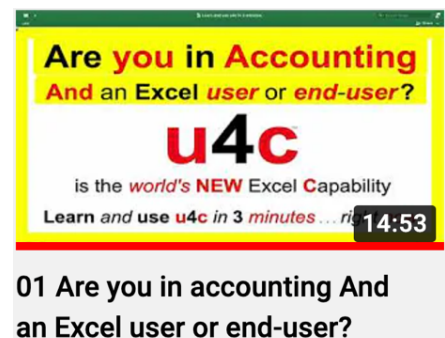 Are you in Accounting
And an Excel user or end-user?
u4c
is the world's NEW Excel Capability
Learn and use u4c in 3 minutes...
14:53
01 Are you in accounting And
an Excel user or end-user?